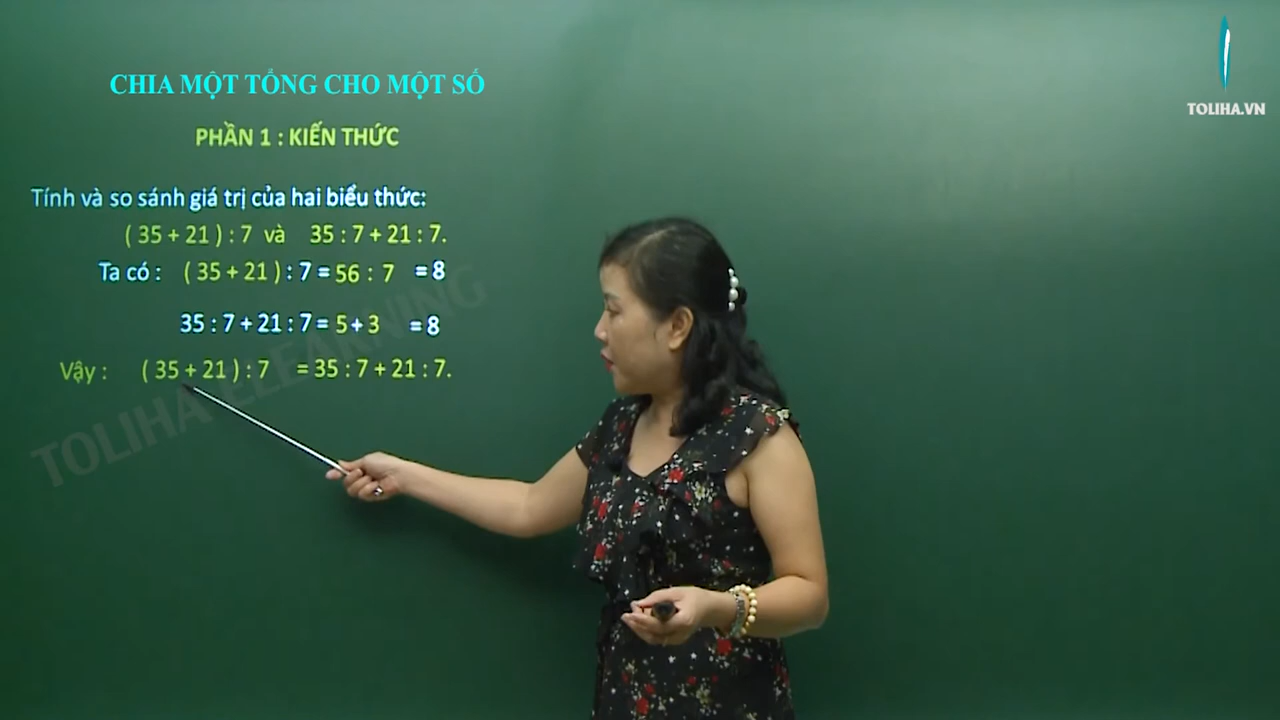 CHIA MỘT TỔNG CHO MỘT SỐ
TOLIHA.VN
PHẦN 1 : KIẾN THỨC
Tính và so sánh giá trị của hai biểu thức:
( 35 + 21 ) : 7 và 35 : 7 + 21 : 7.
Ta có : ( 35 + 21 ) : 7 = 56 : 7 = 8
35 : 7 + 21 : 7 = 5 + 3 = 8
Vậy : ( 35 + 21 ) : 7 = 35 : 7 + 21 : 7.
TOLIHA ELEARNING